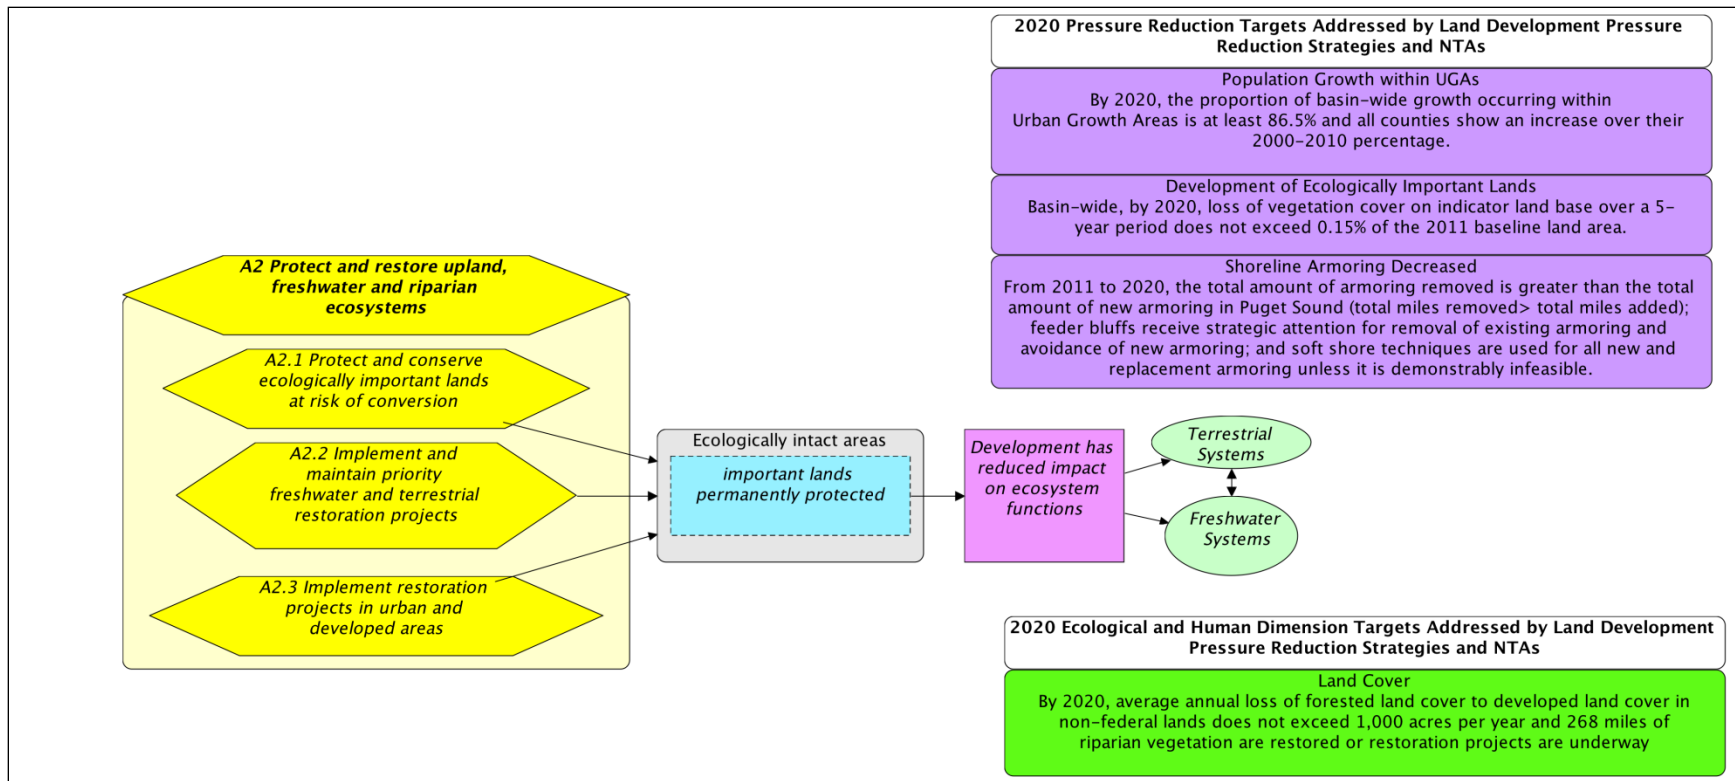 2020 Pressure Reduction Targets Addressed by Land Development Pressure
Reduction Strategies and NTAs
Population Growth within UGAs
By 2020, the proportion of basin-wide growth occurring within
Urban Growth Areas is at least 86.5% and all counties show an increase over their
2000-2010 percentage.
Development of Ecologically Important Lands
Basin-wide, by 2020, loss of vegetation cover on indicator land base over a 5-
year period does not exceed 0.15% of the 2011 baseline land area.
Shoreline Armoring Decreased
From 2011 to 2020, the total amount of armoring removed is greater than the total
amount of new armoring in Puget Sound (total miles removed> total miles added);
feeder bluffs receive strategic attention for removal of existing armoring and
avoidance of new armoring; and soft shore techniques are used for all new and
replacement armoring unless it is demonstrably infeasible.
A2 Protect and restore upland,
freshwater and riparian
ecosystems
A2.1 Protect and conserve
ecologically important lands
at risk of conversion
A2.2 Implement and
maintain priority
freshwater and terrestrial
restoration projects
A2.3 Implement restoration
projects in urban and
developed areas
Ecologically intact areas
important lands
permanently protected
Development has
reduced impact
on ecosystem
functions
Terrestrial
Systems
Freshwater
Systems
2020 Ecological and Human Dimension Targets Addressed by Land Development
Pressure Reduction Strategies and NTAs
Land Cover
By 2020, average annual loss of forested land cover to developed land cover in
non-federal lands does not exceed 1,000 acres per year and 268 miles of
riparian vegetation are restored or restoration projects are underway